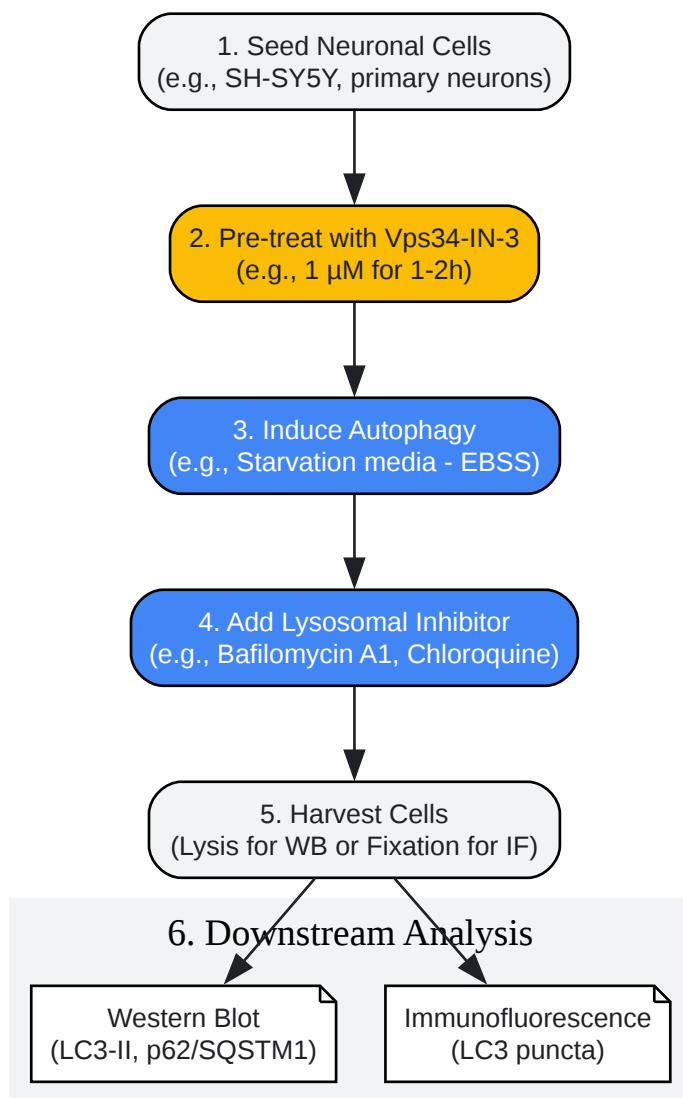 1. Seed Neuronal Cells
(e.g., SH-SY5Y, primary neurons)
2. Pre-treat with Vps34-IN-3
(e.g., 1 µM for 1-2h)
3. Induce Autophagy
(e.g., Starvation media - EBSS)
4. Add Lysosomal Inhibitor
(e.g., Bafilomycin A1, Chloroquine)
5. Harvest Cells
(Lysis for WB or Fixation for IF)
6. Downstream Analysis
Western Blot
(LC3-II, p62/SQSTM1)
Immunofluorescence
(LC3 puncta)